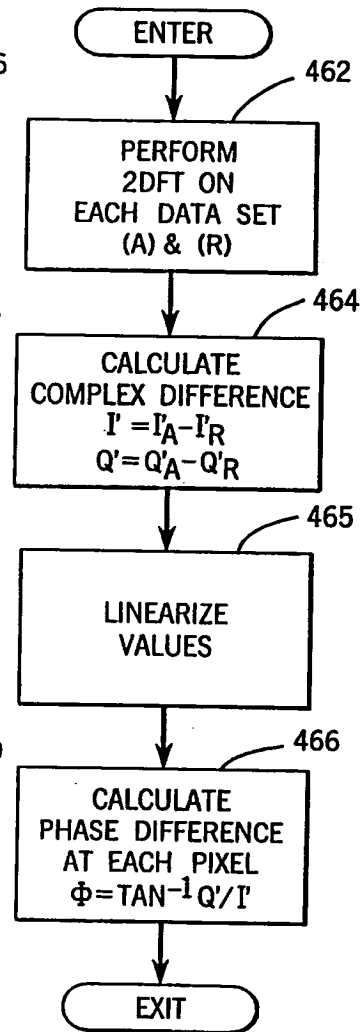 ENTER
6
462
PERFORM
2DFT ON
EACH DATA SET
(A) & (R)
464
CALCULATE
COMPLEX DIFFERENCE
I' = I'A-I'R
Q'= Q'A-Q'R
465
LINEARIZE
VALUES
466
CALCULATE
PHASE DIFFERENCE
AT EACH PIXEL
Φ=TAN⁻¹ Q'/I'
EXIT